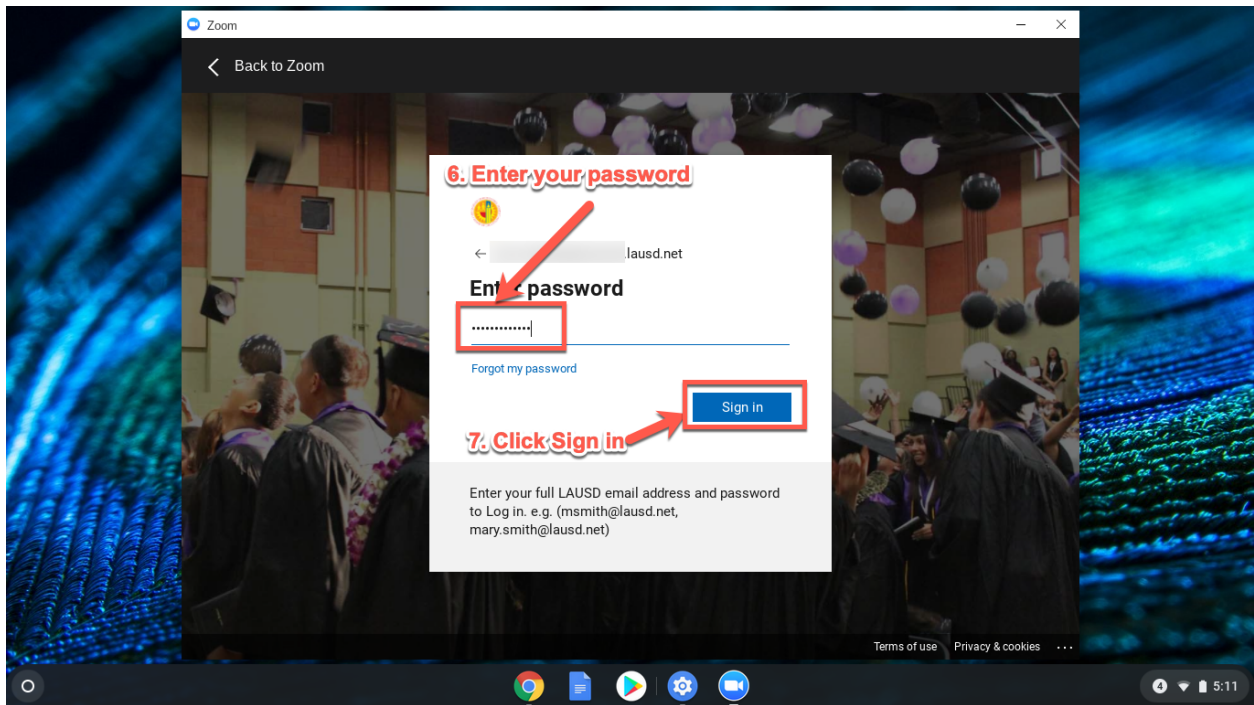 Zoom
Back to Zoom
6. Enter your password
.lausd.net
Enter password
•••••••••••••
Forgot my password
Sign in
7. Click Sign in
Enter your full LAUSD email address and password
to Log in. e.g. (msmith@lausd.net,
mary.smith@lausd.net)
Terms of use Privacy & cookies ...
4 5:11